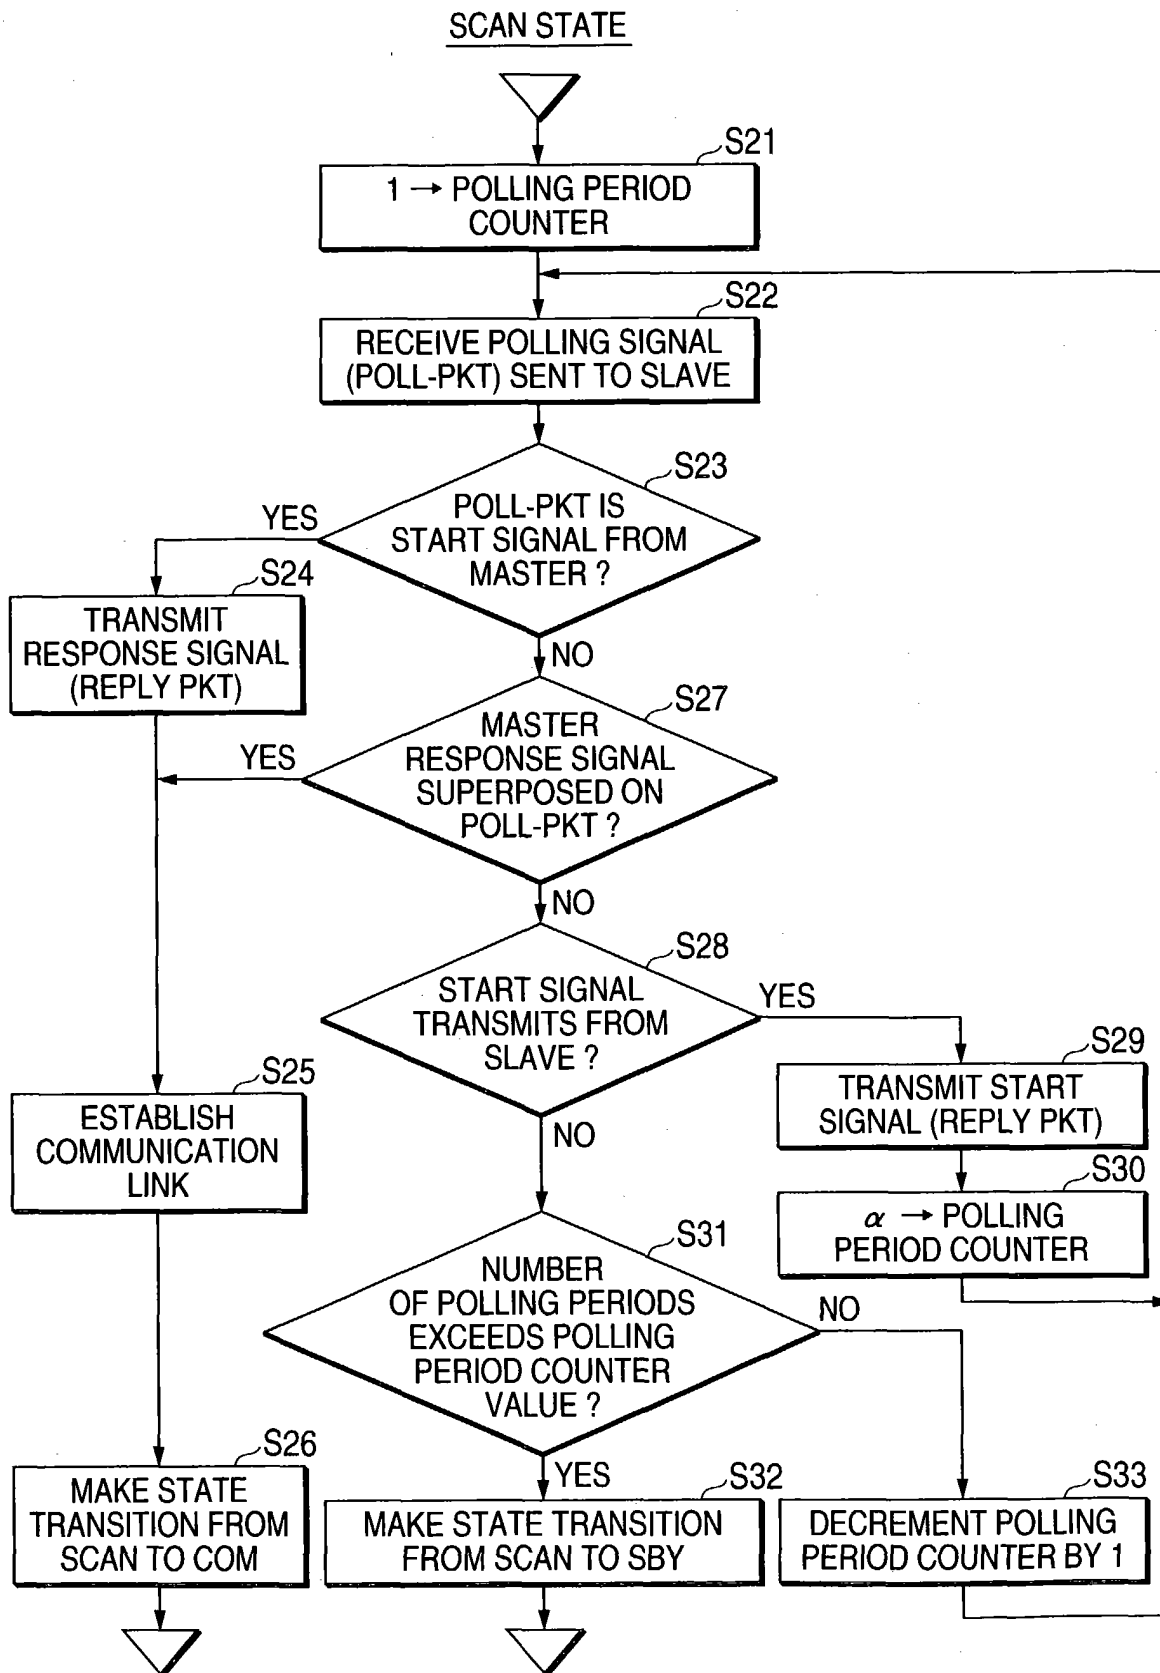 SCAN STATE
S21
1 → POLLING PERIOD
COUNTER
S22
RECEIVE POLLING SIGNAL
(POLL-PKT) SENT TO SLAVE
S23
POLL-PKT IS
START SIGNAL FROM
MASTER ?
YES
NO
S24
TRANSMIT
RESPONSE SIGNAL
(REPLY PKT)
S27
MASTER
RESPONSE SIGNAL
SUPERPOSED ON
POLL-PKT ?
YES
NO
S28
START SIGNAL
TRANSMITS FROM
SLAVE ?
YES
NO
S29
TRANSMIT START
SIGNAL (REPLY PKT)
S25
ESTABLISH
COMMUNICATION
LINK
S30
α → POLLING
PERIOD COUNTER
S31
NUMBER
OF POLLING PERIODS
EXCEEDS POLLING
PERIOD COUNTER
VALUE ?
NO
YES
S26
MAKE STATE
TRANSITION FROM
SCAN TO COM
S32
MAKE STATE TRANSITION
FROM SCAN TO SBY
S33
DECREMENT POLLING
PERIOD COUNTER BY 1